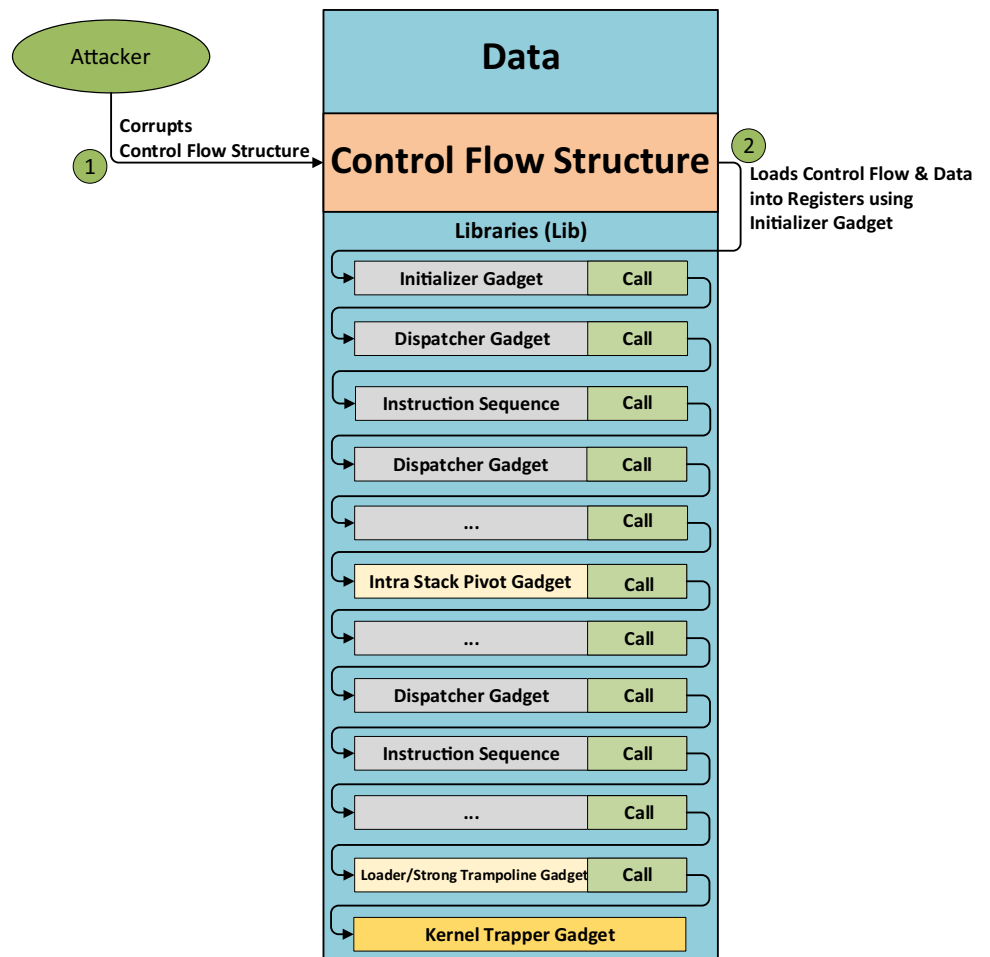 Attacker
Data
Corrupts
Control Flow Structure
1
Control Flow Structure
2
Loads Control Flow & Data
into Registers using
Initializer Gadget
Libraries (Lib)
Initializer Gadget Call
Dispatcher Gadget Call
Instruction Sequence Call
Dispatcher Gadget Call
... Call
Intra Stack Pivot Gadget Call
... Call
Dispatcher Gadget Call
Instruction Sequence Call
... Call
Loader/Strong Trampoline Gadget Call
Kernel Trapper Gadget